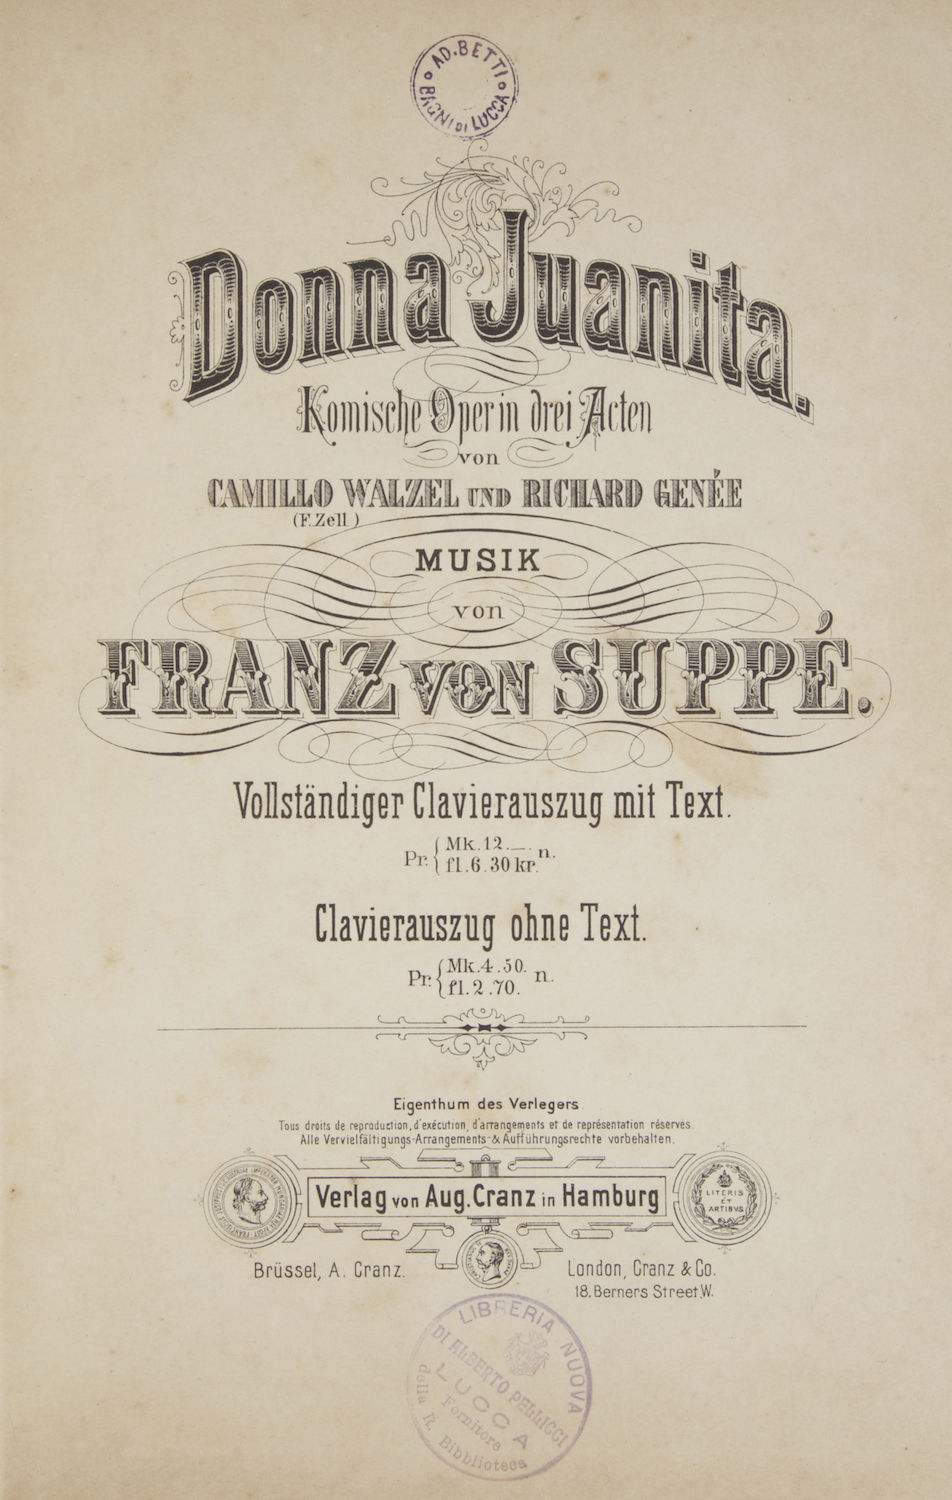 AD. BETTI
BAGNI DI LUCCA
Donna Juanita.
Komische Oper in drei Acten
von
CAMILLO WALZEL UND RICHARD GENÉE
(F. Zell)
MUSIK
von
FRANZ VON SUPPÉ.
Vollständiger Clavierauszug mit Text.
Pr. { Mk. 12._. n.
fl. 6. 30 kr.
Clavierauszug ohne Text.
Pr. { Mk. 4. 50. n.
fl. 2. 70.
Eigenthum des Verlegers
Tous droits de reproduction, d'exécution, d'arrangements et de représentation réservés.
Alle Vervielfältigungs-Arrangements-& Aufführungsrechte vorbehalten.
Verlag von Aug. Cranz in Hamburg
LITERIS
ET
ARTIBVS
Brüssel, A. Cranz.
London, Cranz & Co.
18. Berners Street, W.
LIBRERIA NUOVA
DI ALBERTO PELLICCI
LUCCA
Fornitore
della R. Bibblioteca